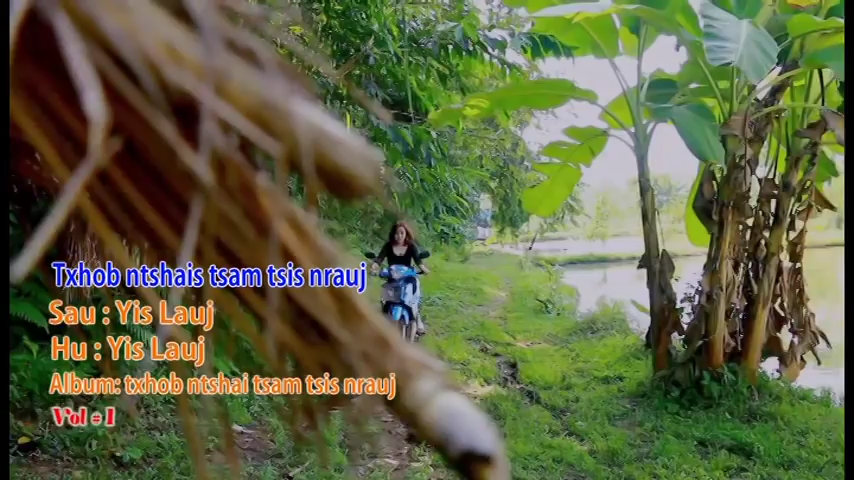 Txhob ntshais tsam tsis nrauj
Sau : Yis Lauj
Hu : Yis Lauj
Album: txhob ntshai tsam tsis nrauj
Vol # 1